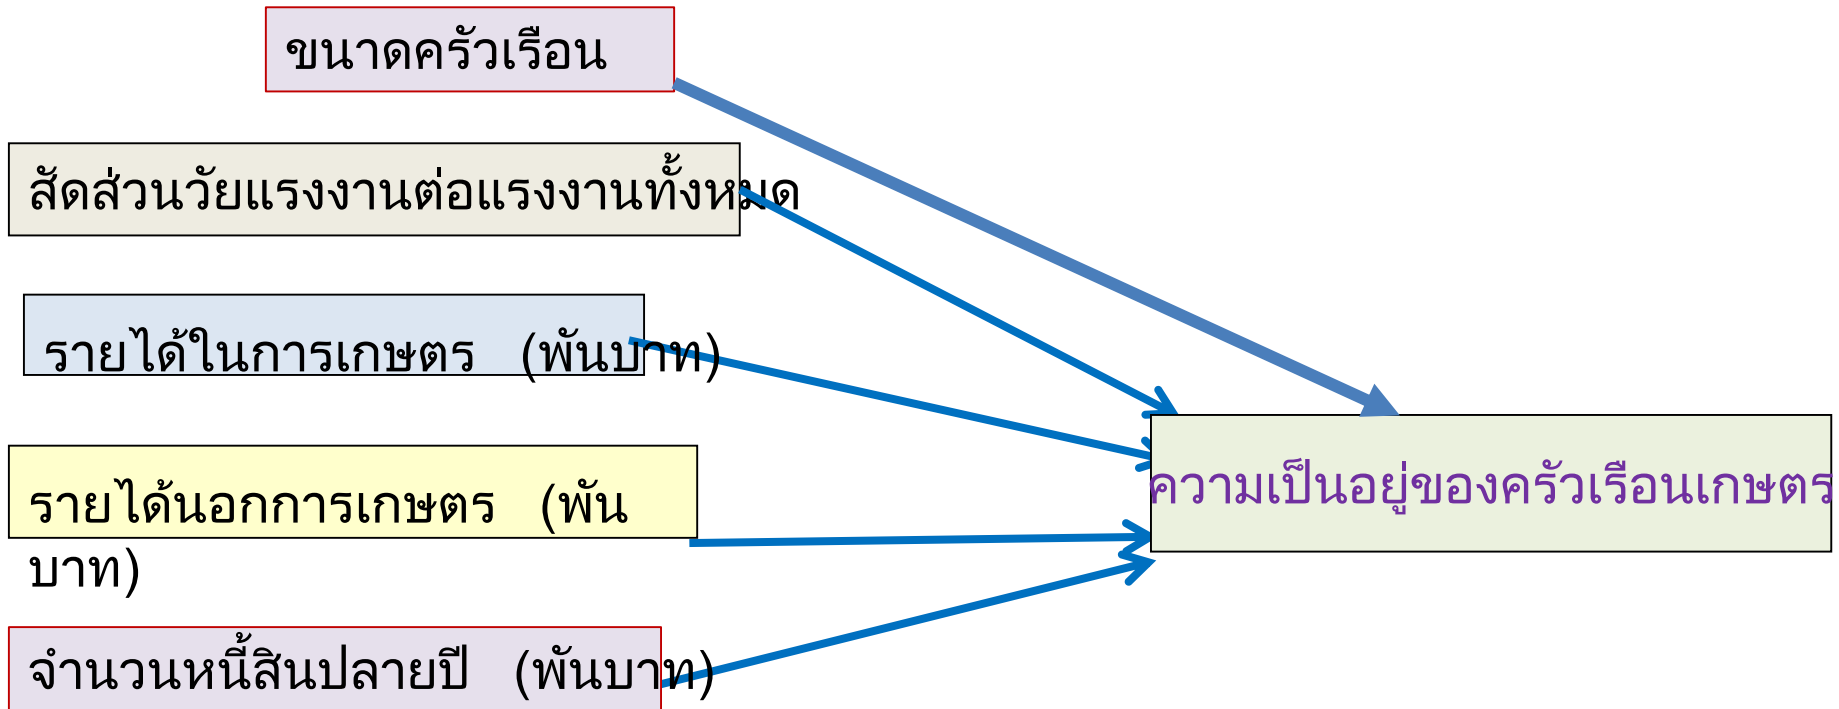 ขนาดครัวเรือน
สัดส่วนวัยแรงงานต่อแรงงานทั้งหมด
รายได้ในการเกษตร (พันบาท)
รายได้นอกการเกษตร (พัน
บาท)
จำนวนหนี้สินปลายปี (พันบาท)
ความเป็นอยู่ของครัวเรือนเกษตร